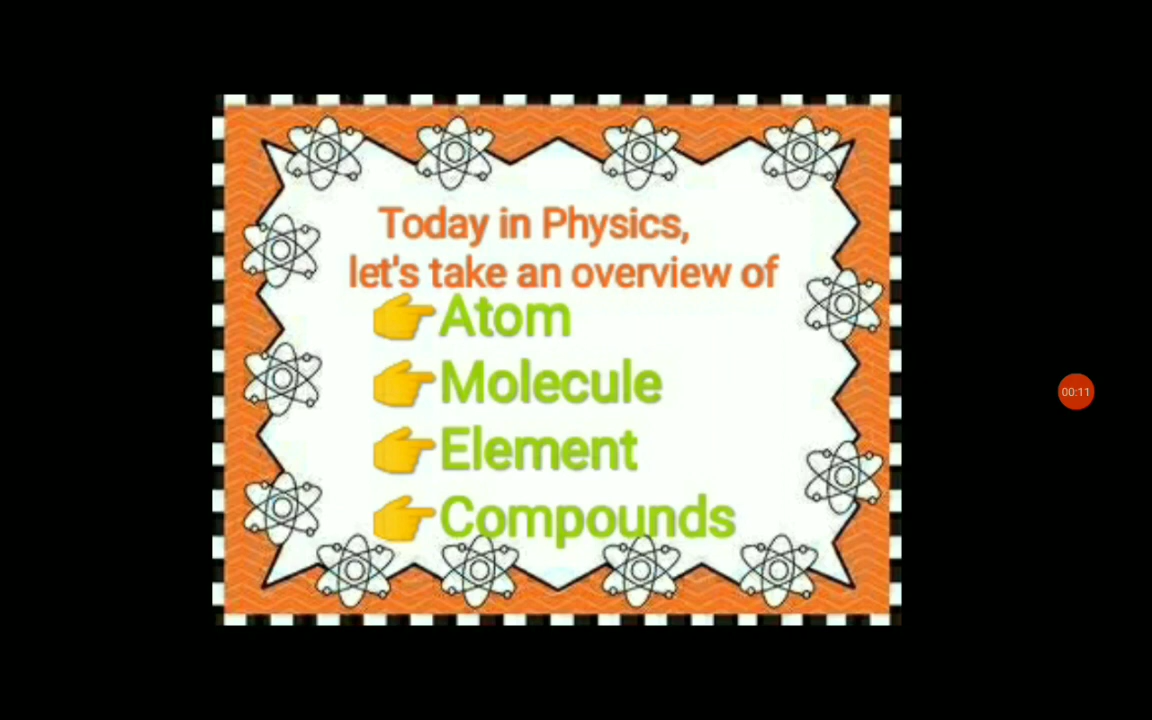 Today in Physics,
let's take an overview of
👉Atom
👉Molecule
👉Element
👉Compounds
00:11